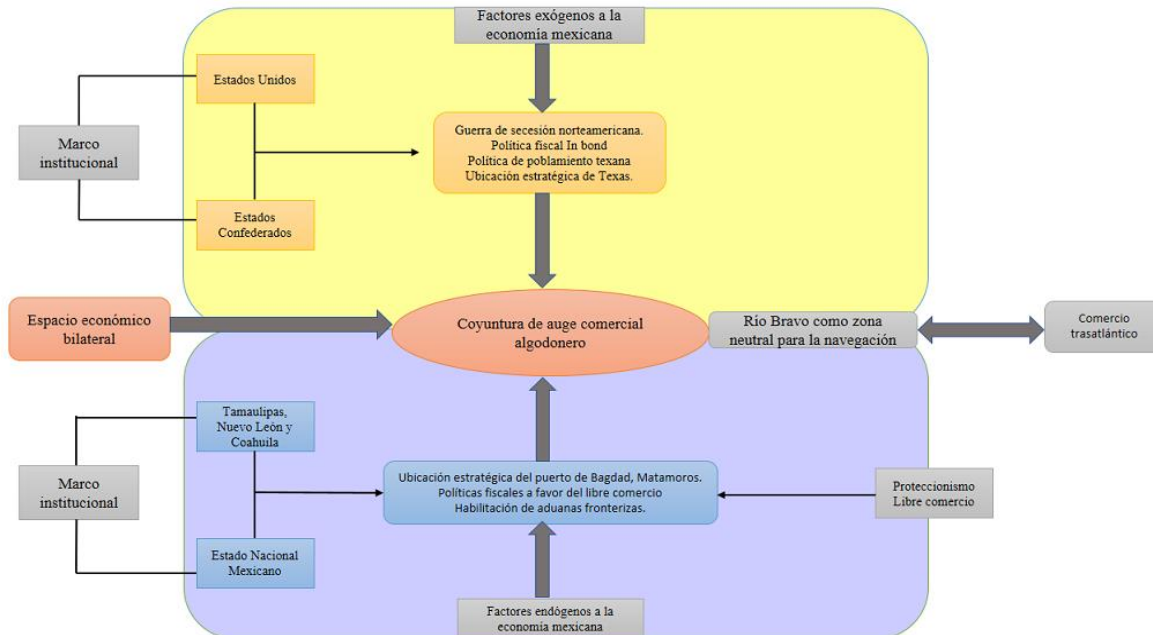 Factores exógenos a la
economía mexicana
Estados Unidos
Marco
institucional
Guerra de secesión norteamericana.
Política fiscal In bond
Política de poblamiento texana
Ubicación estratégica de Texas.
Estados
Confederados
Espacio económico
bilateral
Coyuntura de auge comercial
algodonero
Río Bravo como zona
neutral para la navegación
Comercio
trasatlántico
Tamaulipas,
Nuevo León y
Coahuila
Marco
institucional
Ubicación estratégica del puerto de Bagdad, Matamoros.
Políticas fiscales a favor del libre comercio
Habilitación de aduanas fronterizas.
Proteccionismo
Libre comercio
Estado Nacional
Mexicano
Factores endógenos a la
economía mexicana